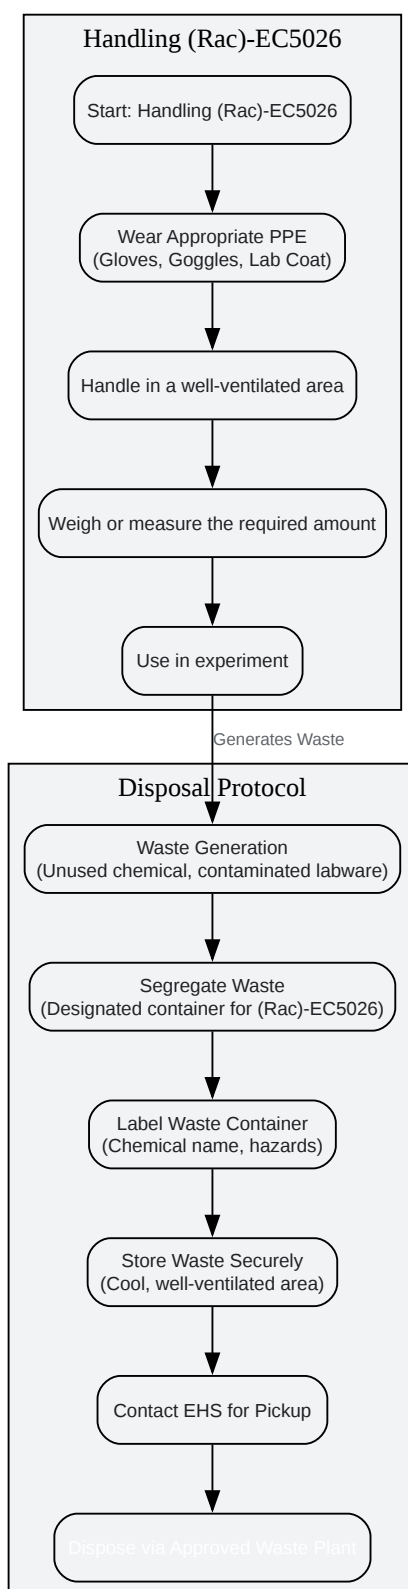 Handling (Rac)-EC5026
Start: Handling (Rac)-EC5026
Wear Appropriate PPE
(Gloves, Goggles, Lab Coat)
Handle in a well-ventilated area
Weigh or measure the required amount
Use in experiment
Generates Waste
Disposal Protocol
Waste Generation
(Unused chemical, contaminated labware)
Segregate Waste
(Designated container for (Rac)-EC5026)
Label Waste Container
(Chemical name, hazards)
Store Waste Securely
(Cool, well-ventilated area)
Contact EHS for Pickup
Dispose via Approved Waste Plant